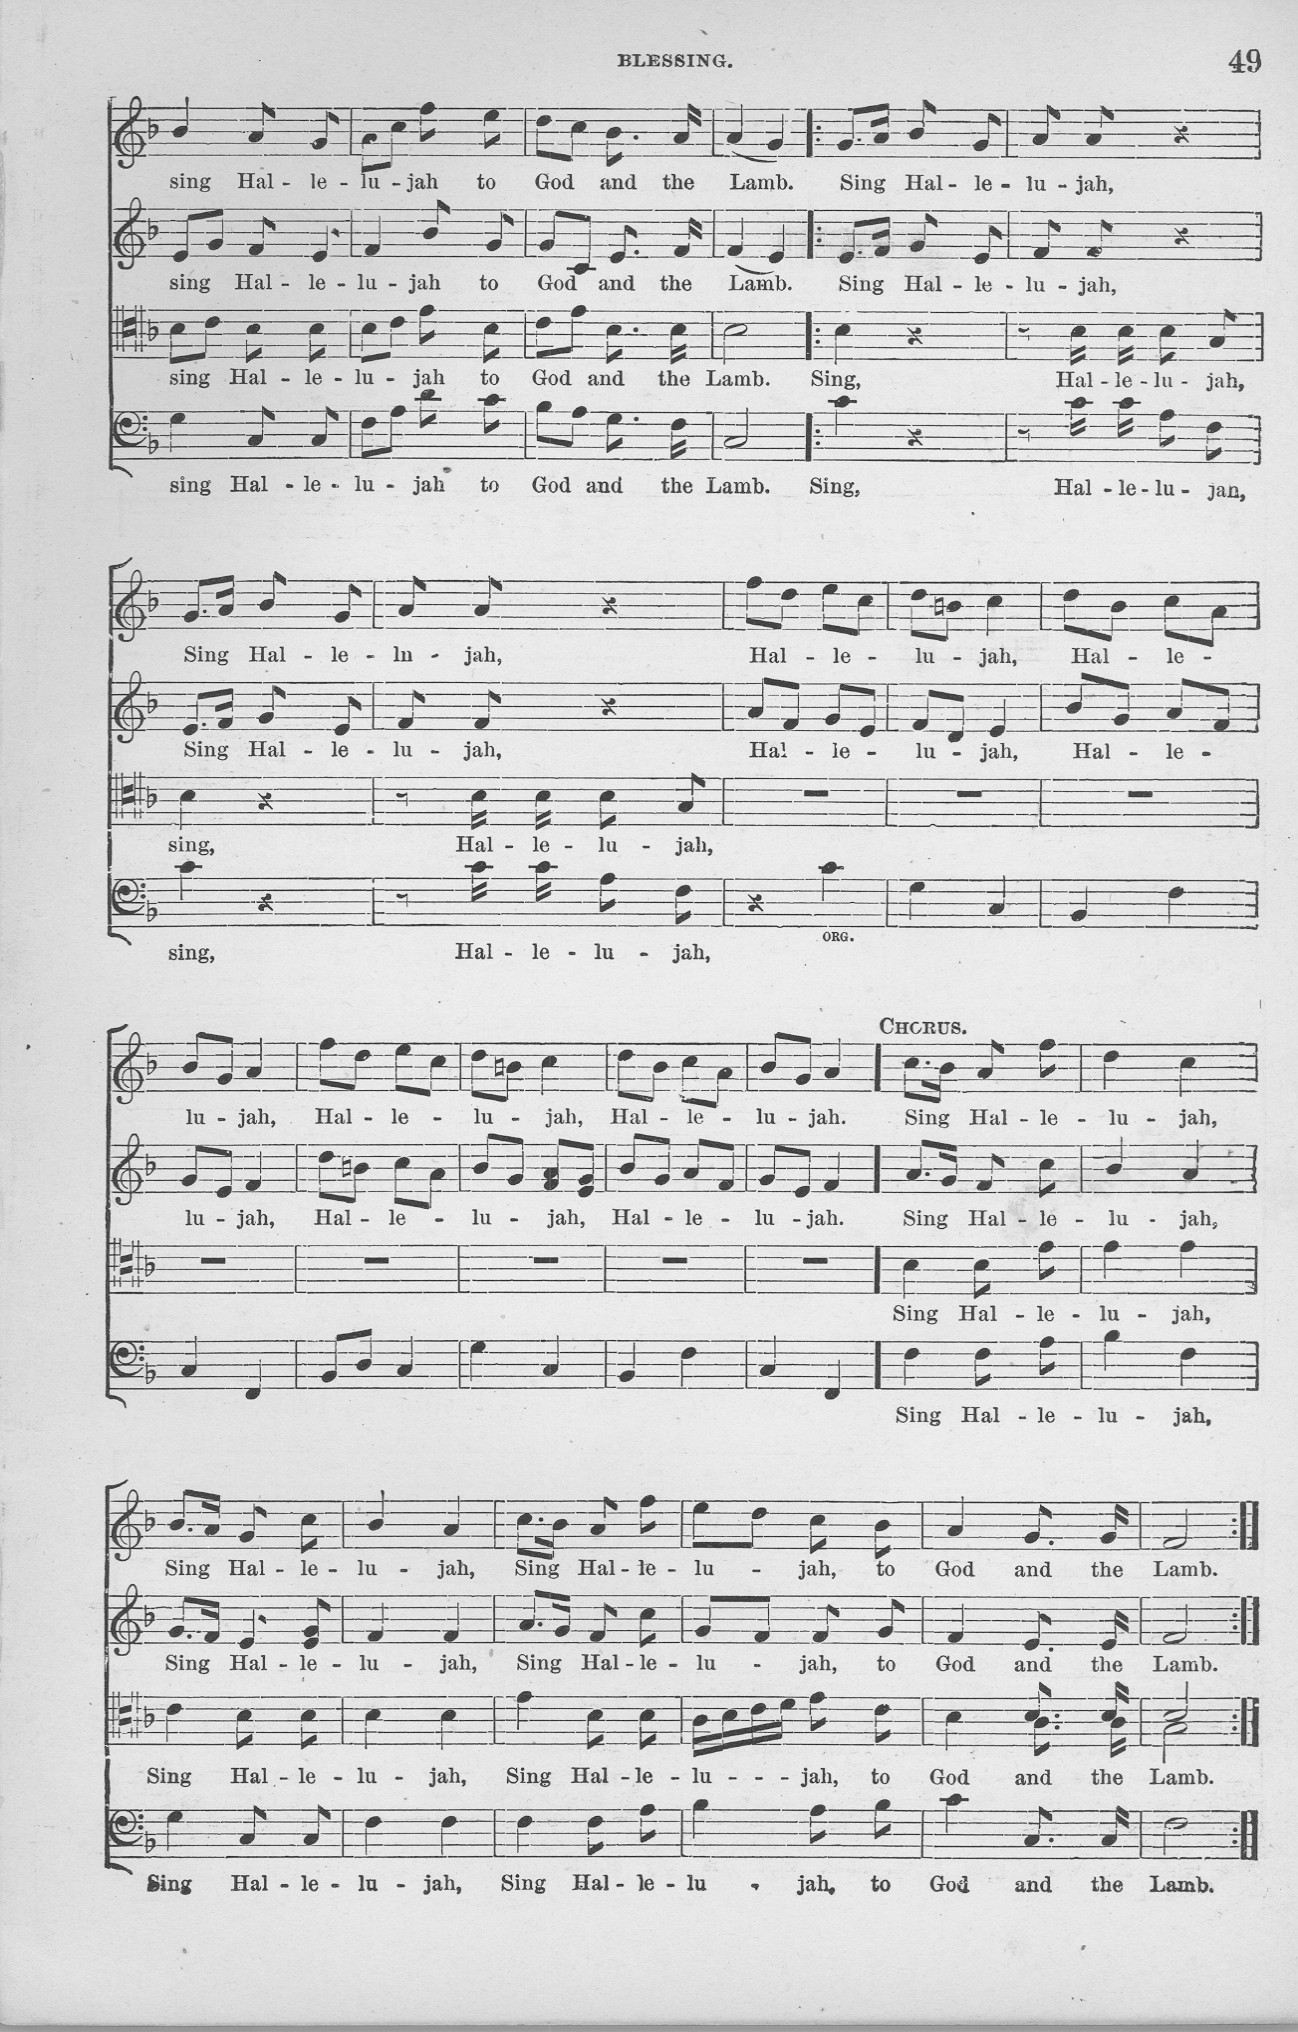 BLESSING. 49
sing Hal - le - lu - jah to God and the Lamb. Sing Hal - le - lu - jah,
sing Hal - le - lu - jah to God and the Lamb. Sing Hal - le - lu - jah,
sing Hal - le - lu - jah to God and the Lamb. Sing, Hal - le - lu - jah,
sing Hal - le - lu - jah to God and the Lamb. Sing, Hal - le - lu - jah,
Sing Hal - le - lu - jah, Hal - le - lu - jah, Hal - le -
Sing Hal - le - lu - jah, Hal - le - lu - jah, Hal - le -
sing, Hal - le - lu - jah,
ORG.
sing, Hal - le - lu - jah,
CHORUS.
lu - jah, Hal - le - lu - jah, Hal - le - lu - jah. Sing Hal - le - lu - jah,
lu - jah, Hal - le - lu - jah, Hal - le - lu - jah. Sing Hal - le - lu - jah,
Sing Hal - le - lu - jah,
Sing Hal - le - lu - jah,
Sing Hal - le - lu - jah, Sing Hal - le - lu - jah, to God and the Lamb.
Sing Hal - le - lu - jah, Sing Hal - le - lu - jah, to God and the Lamb.
Sing Hal - le - lu - jah, Sing Hal - le - lu - - - jah, to God and the Lamb.
Sing Hal - le - lu - jah, Sing Hal - le - lu - jah, to God and the Lamb.